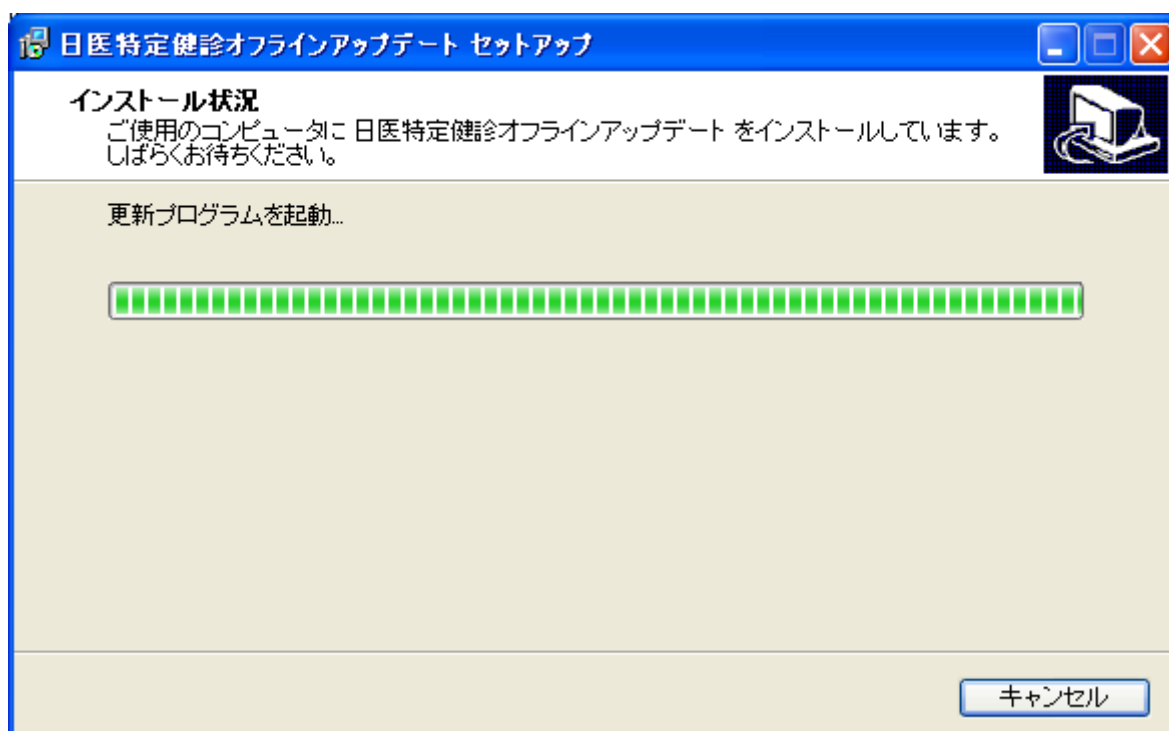 日医特定健診オフラインアップデート セットアップ
インストール状況
ご使用のコンピュータに 日医特定健診オフラインアップデート をインストールしています。
しばらくお待ちください。
更新プログラムを起動...
キャンセル